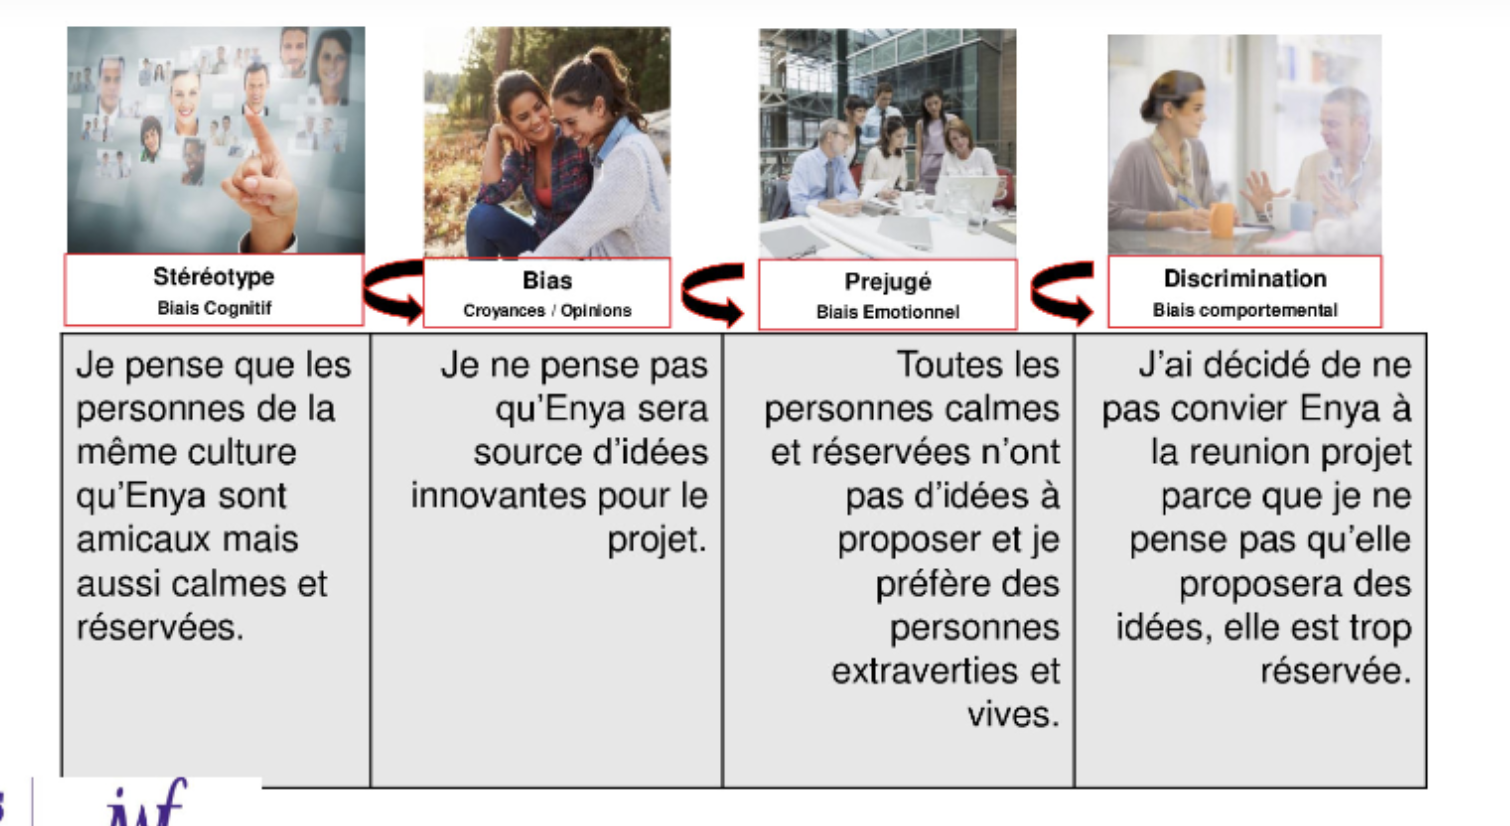 Stéréotype
Biais Cognitif
Bias
Croyances / Opinions
Prejugé
Biais Emotionnel
Discrimination
Biais comportemental
Je pense que les
personnes de la
même culture
qu’Enya sont
amicaux mais
aussi calmes et
réservées.
Je ne pense pas
qu’Enya sera
source d’idées
innovantes pour le
projet.
Toutes les
personnes calmes
et réservées n’ont
pas d’idées à
proposer et je
préfère des
personnes
extraverties et
vives.
J’ai décidé de ne
pas convier Enya à
la reunion projet
parce que je ne
pense pas qu’elle
proposera des
idées, elle est trop
réservée.